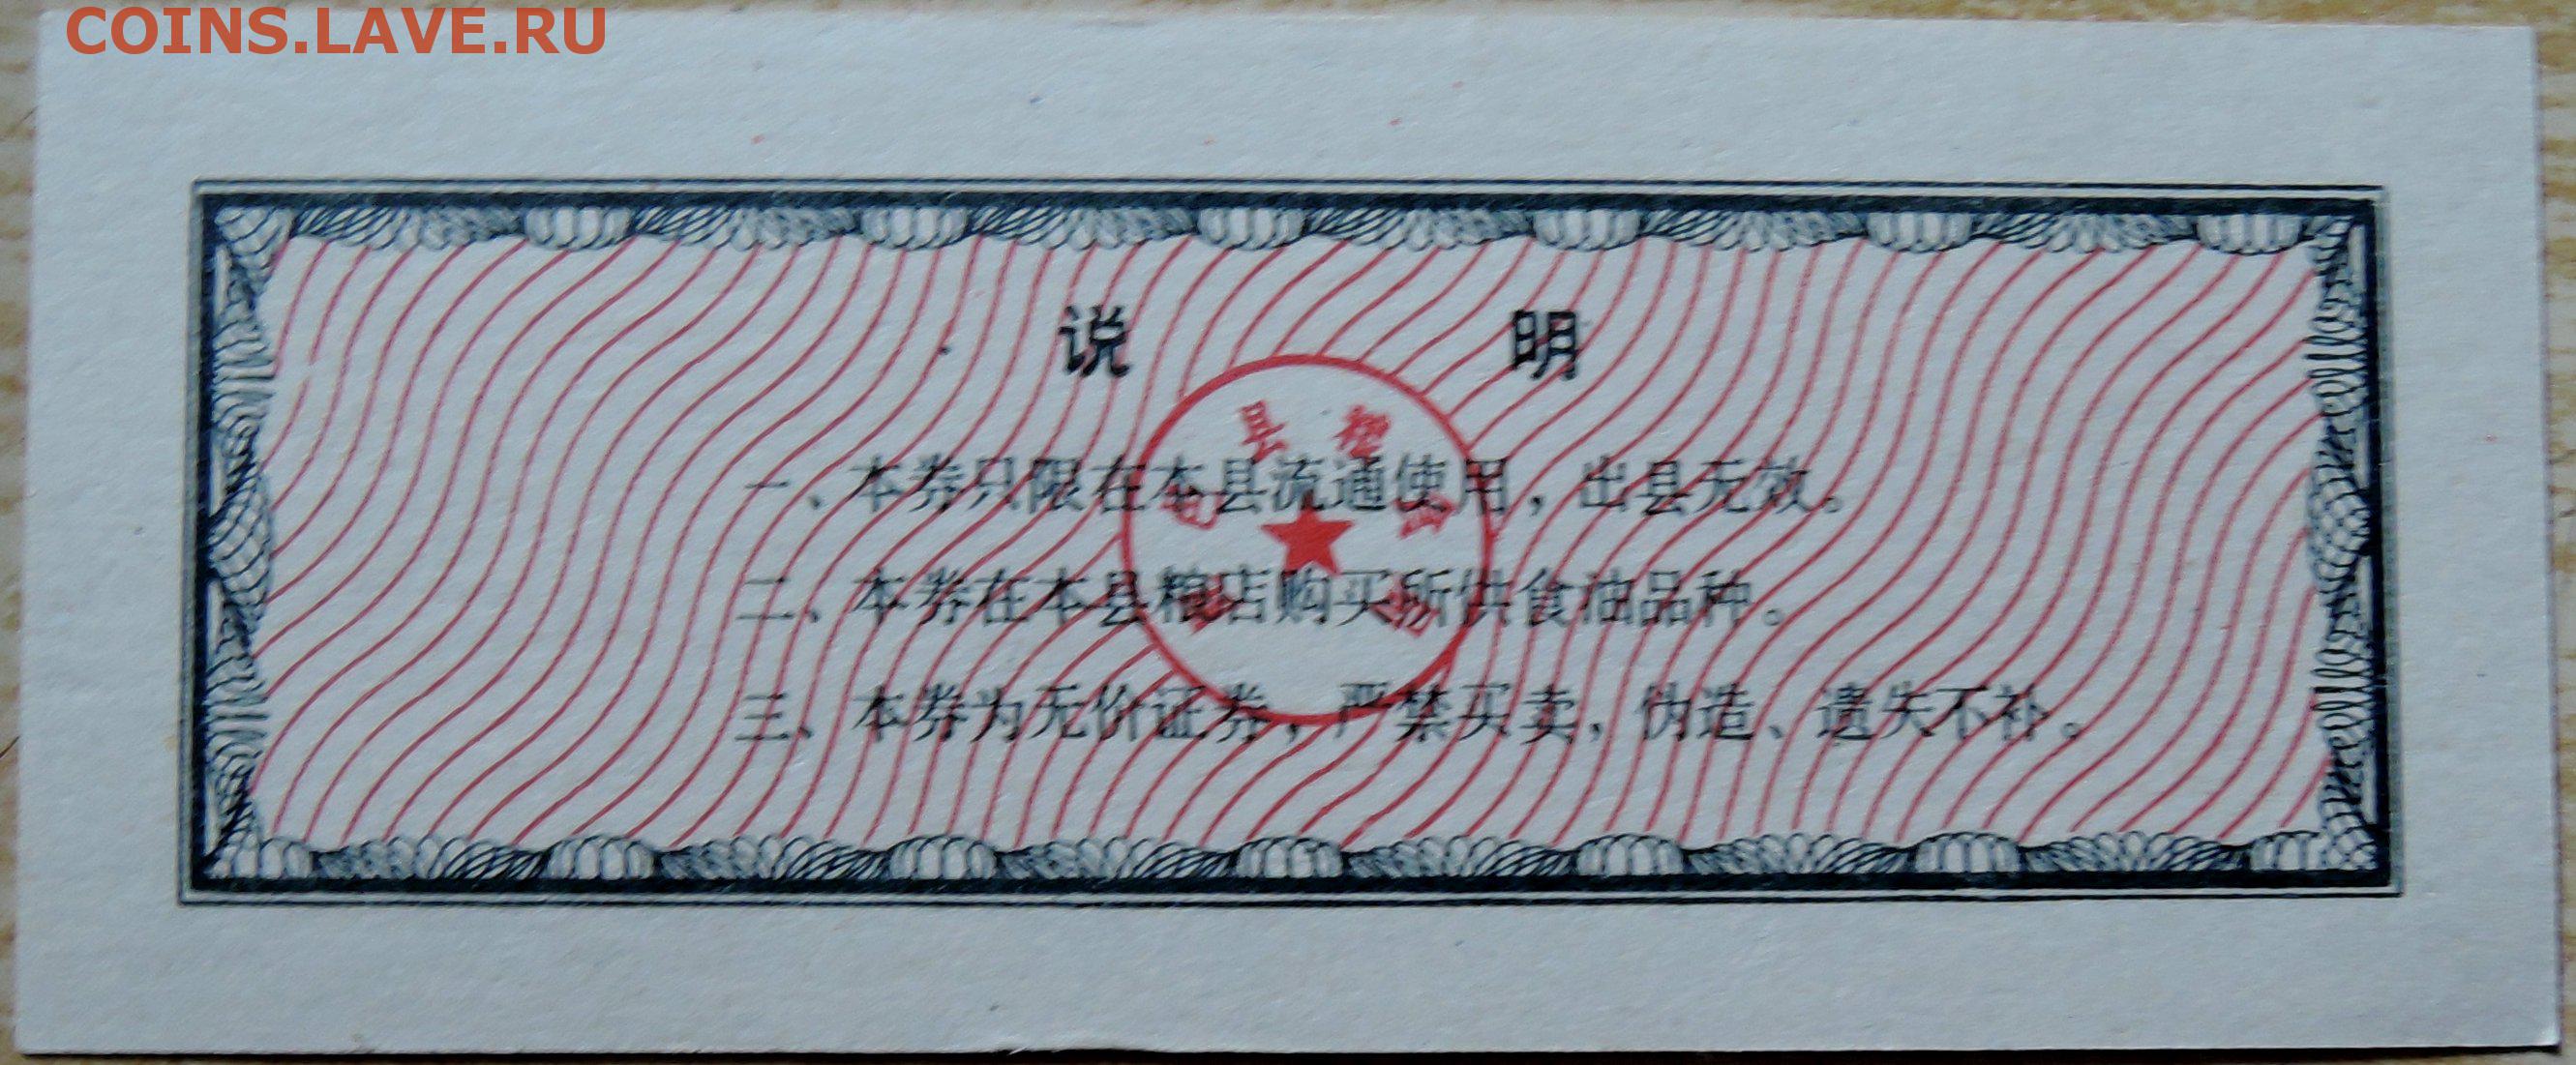 COINS.LAVE.RU
说 明
县粮
一、本券只限在本县流通使用，出县无效。
二、本券在本县粮店购买所供食油品种。
三、本券为无价证券，严禁买卖，伪造、遗失不补。